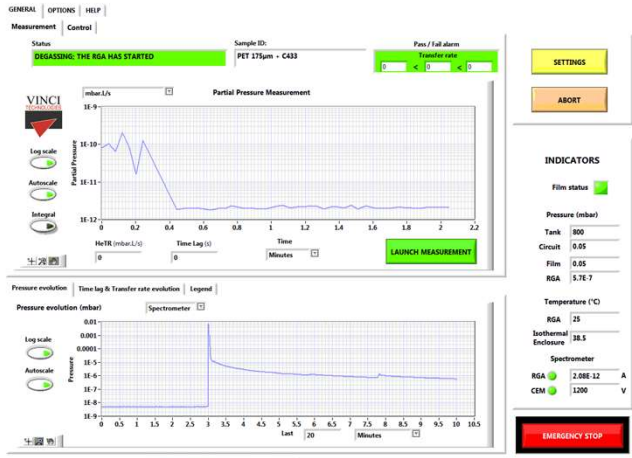 GENERAL OPTIONS HELP
Measurement Control
Status Sample ID: Pass / Fail alarm
DEGASSING; THE RGA HAS STARTED PET 175µm - C433 Transfer rate
0 < 0 < 0
SETTINGS
ABORT
VINCI
TECHNOLOGIES
mbar.L/s Partial Pressure Measurement
Log scale
Autoscale
Integral
Partial Pressure
1E-9
1E-10
1E-11
1E-12
0 0.2 0.4 0.6 0.8 1 1.2 1.4 1.6 1.8 2 2.2
HeTR (mbar.L/s) Time Lag (s) Time
0 0 Minutes
LAUNCH MEASUREMENT
INDICATORS
Film status
Pressure (mbar)
Tank 800
Circuit 0.05
Film 0.05
RGA 5.7E-7
Temperature (°C)
RGA 25
Isothermal
Enclosure 38.5
Spectrometer
RGA 2.08E-12 A
CEM 1200 V
EMERGENCY STOP
Pressure evolution Time lag & Transfer rate evolution Legend
Pressure evolution (mbar) Spectrometer
Log scale
Autoscale
Pressure
0.01
0.001
0.0001
1E-5
1E-6
1E-7
1E-8
1E-9
0 0.5 1 1.5 2 2.5 3 3.5 4 4.5 5 5.5 6 6.5 7 7.5 8 8.5 9 9.5 10 10.5
Last 20 Minutes